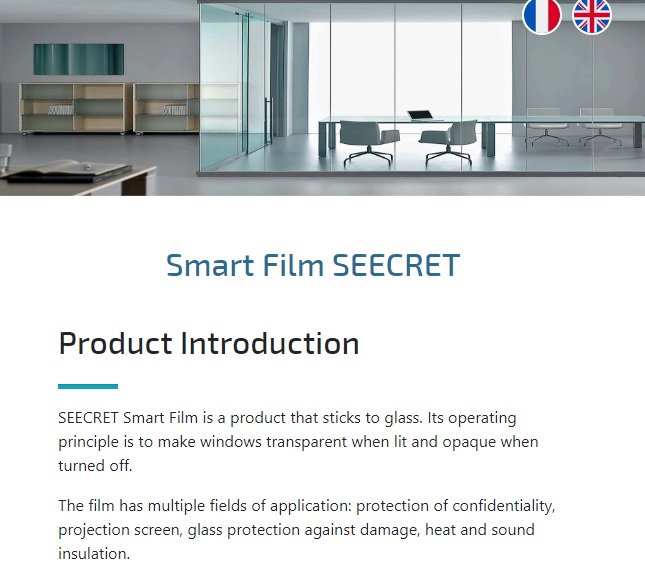 Smart Film SEECRET
Product Introduction
SEECRET Smart Film is a product that sticks to glass. Its operating
principle is to make windows transparent when lit and opaque when
turned off.
The film has multiple fields of application: protection of confidentiality,
projection screen, glass protection against damage, heat and sound
insulation.